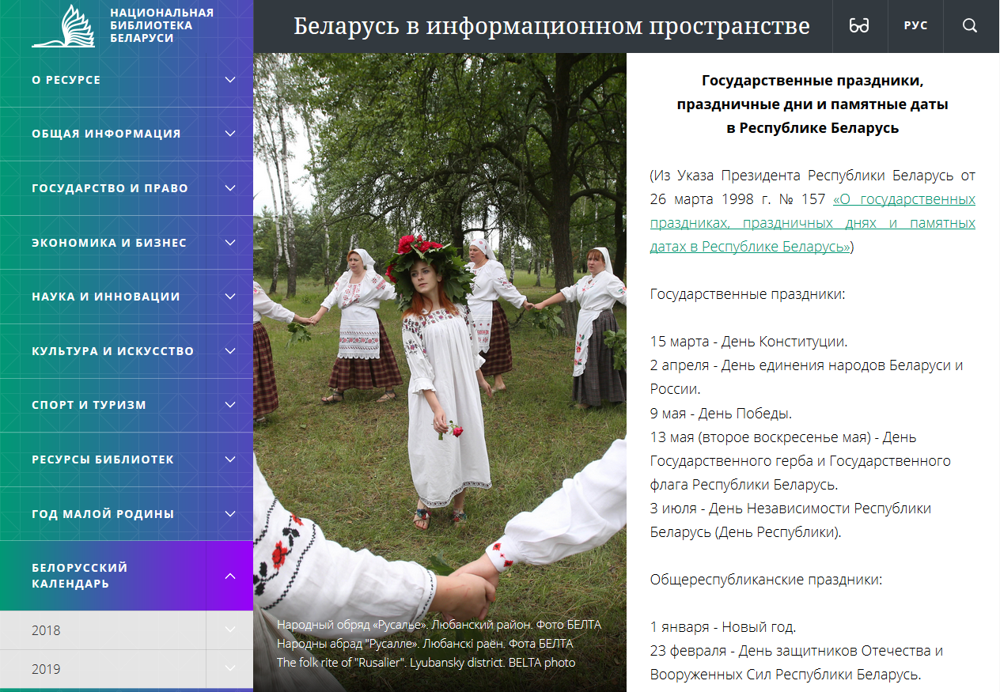 НАЦИОНАЛЬНАЯ
БИБЛИОТЕКА
БЕЛАРУСИ
Беларусь в информационном пространстве
РУС
О РЕСУРСЕ
ОБЩАЯ ИНФОРМАЦИЯ
ГОСУДАРСТВО И ПРАВО
ЭКОНОМИКА И БИЗНЕС
НАУКА И ИННОВАЦИИ
КУЛЬТУРА И ИСКУССТВО
СПОРТ И ТУРИЗМ
РЕСУРСЫ БИБЛИОТЕК
ГОД МАЛОЙ РОДИНЫ
БЕЛОРУССКИЙ
КАЛЕНДАРЬ
2018
2019
Народный обряд «Русалье». Любанский район. Фото БЕЛТА
Народны абрад "Русалле». Любанскі раён. Фота БЕЛТА
The folk rite of "Rusalier". Lyubansky district. BELTA photo
Государственные праздники,
праздничные дни и памятные даты
в Республике Беларусь
(Из Указа Президента Республики Беларусь от
26 марта 1998 г. № 157 «О государственных
праздниках, праздничных днях и памятных
датах в Республике Беларусь»)
Государственные праздники:
15 марта - День Конституции.
2 апреля - День единения народов Беларуси и
России.
9 мая - День Победы.
13 мая (второе воскресенье мая) - День
Государственного герба и Государственного
флага Республики Беларусь.
3 июля - День Независимости Республики
Беларусь (День Республики).
Общереспубликанские праздники:
1 января - Новый год.
23 февраля - День защитников Отечества и
Вооруженных Сил Республики Беларусь.